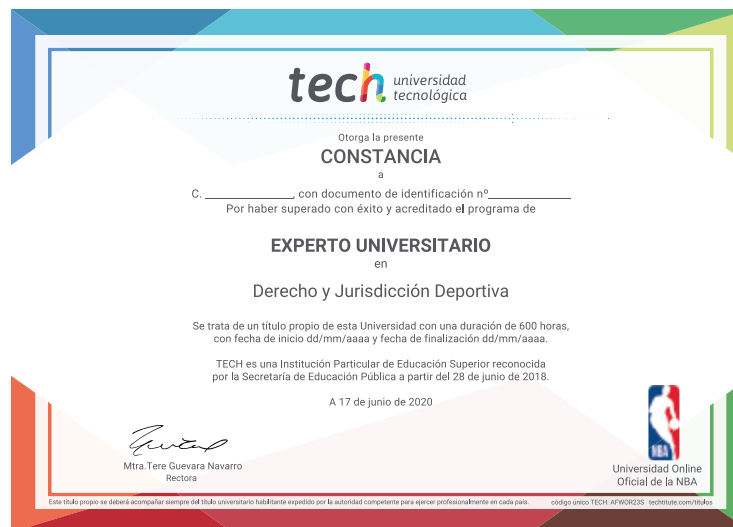 tech universidad
tecnológica
Otorga la presente
CONSTANCIA
a
C. ______________, con documento de identificación nº_____________
Por haber superado con éxito y acreditado el programa de
EXPERTO UNIVERSITARIO
en
Derecho y Jurisdicción Deportiva
Se trata de un título propio de esta Universidad con una duración de 600 horas,
con fecha de inicio dd/mm/aaaa y fecha de finalización dd/mm/aaaa.
TECH es una Institución Particular de Educación Superior reconocida
por la Secretaría de Educación Pública a partir del 28 de junio de 2018.
A 17 de junio de 2020
Mtra.Tere Guevara Navarro
Rectora
NBA
Universidad Online
Oficial de la NBA
Este título propio se deberá acompañar siempre del título universitario habilitante expedido por la autoridad competente para ejercer profesionalmente en cada país. código único TECH: AFWOR23S techtitute.com/títulos